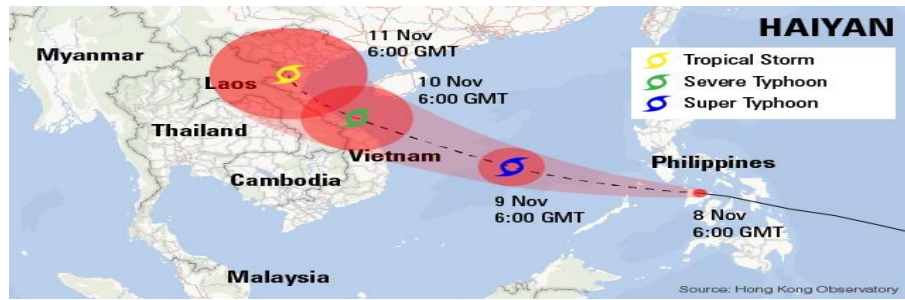 HAIYAN
Tropical Storm
Severe Typhoon
Super Typhoon
11 Nov
6:00 GMT
10 Nov
6:00 GMT
9 Nov
6:00 GMT
8 Nov
6:00 GMT
Myanmar
Laos
Thailand
Vietnam
Cambodia
Philippines
Malaysia
Source: Hong Kong Observatory